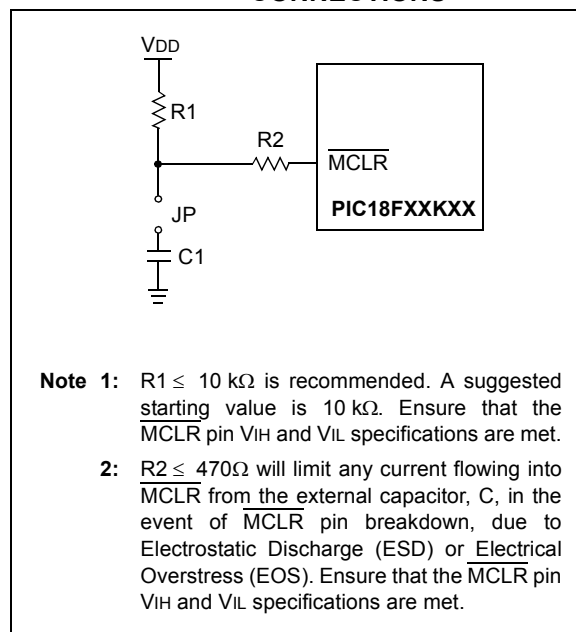 VDD
R1
R2
MCLR
PIC18FXXKXX
JP
C1
Note 1: R1 ≤ 10 kΩ is recommended. A suggested
starting value is 10 kΩ. Ensure that the
MCLR pin VIH and VIL specifications are met.
2: R2 ≤ 470Ω will limit any current flowing into
MCLR from the external capacitor, C, in the
event of MCLR pin breakdown, due to
Electrostatic Discharge (ESD) or Electrical
Overstress (EOS). Ensure that the MCLR pin
VIH and VIL specifications are met.